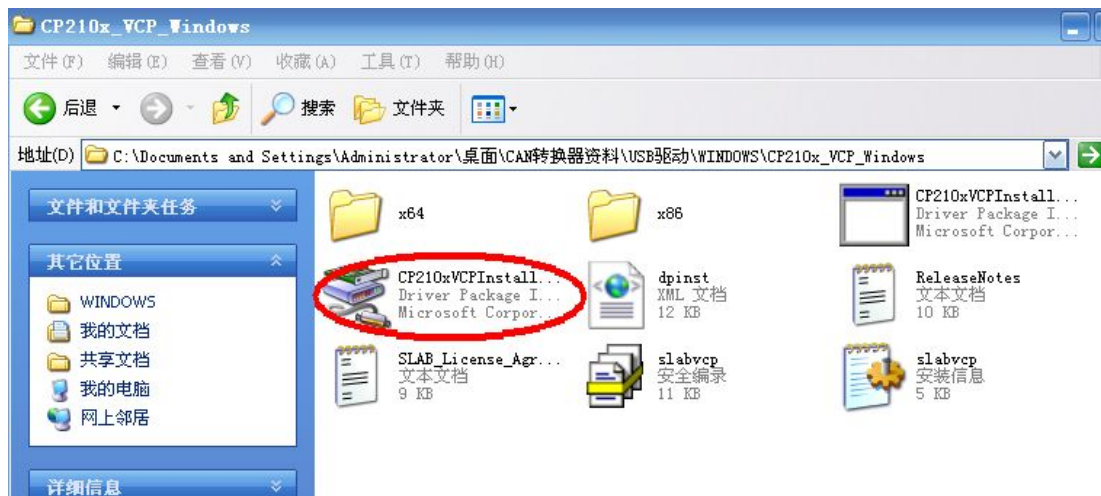 CP210x_VCP_Windows
文件(F) 编辑(E) 查看(V) 收藏(A) 工具(T) 帮助(H)
后退 搜索 文件夹
地址(D) C:\Documents and Settings\Administrator\桌面\CAN转换器资料\USB驱动\WINDOWS\CP210x_VCP_Windows
文件和文件夹任务
其它位置
WINDOWS
我的文档
共享文档
我的电脑
网上邻居
详细信息
x64
x86
CP210xVCPInstall...
Driver Package I...
Microsoft Corpor...
CP210xVCPInstall...
Driver Package I...
Microsoft Corpor...
dpinst
XML 文档
12 KB
ReleaseNotes
文本文档
10 KB
SLAB_License_Agr...
文本文档
9 KB
slabvcp
安全编录
11 KB
slabvcp
安装信息
5 KB